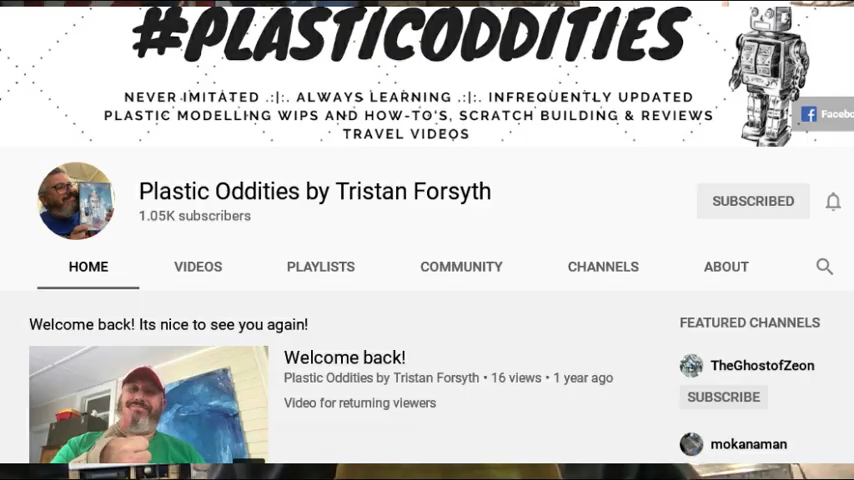 #PLASTICODDITIES
NEVER IMITATED .:|:. ALWAYS LEARNING .:|:. INFREQUENTLY UPDATED
PLASTIC MODELLING WIPS AND HOW-TO'S, SCRATCH BUILDING & REVIEWS
TRAVEL VIDEOS
Facebo
Plastic Oddities by Tristan Forsyth
1.05K subscribers
SUBSCRIBED
HOME VIDEOS PLAYLISTS COMMUNITY CHANNELS ABOUT
Welcome back! Its nice to see you again!
FEATURED CHANNELS
Welcome back!
Plastic Oddities by Tristan Forsyth • 16 views • 1 year ago
Video for returning viewers
TheGhostofZeon
SUBSCRIBE
mokanaman